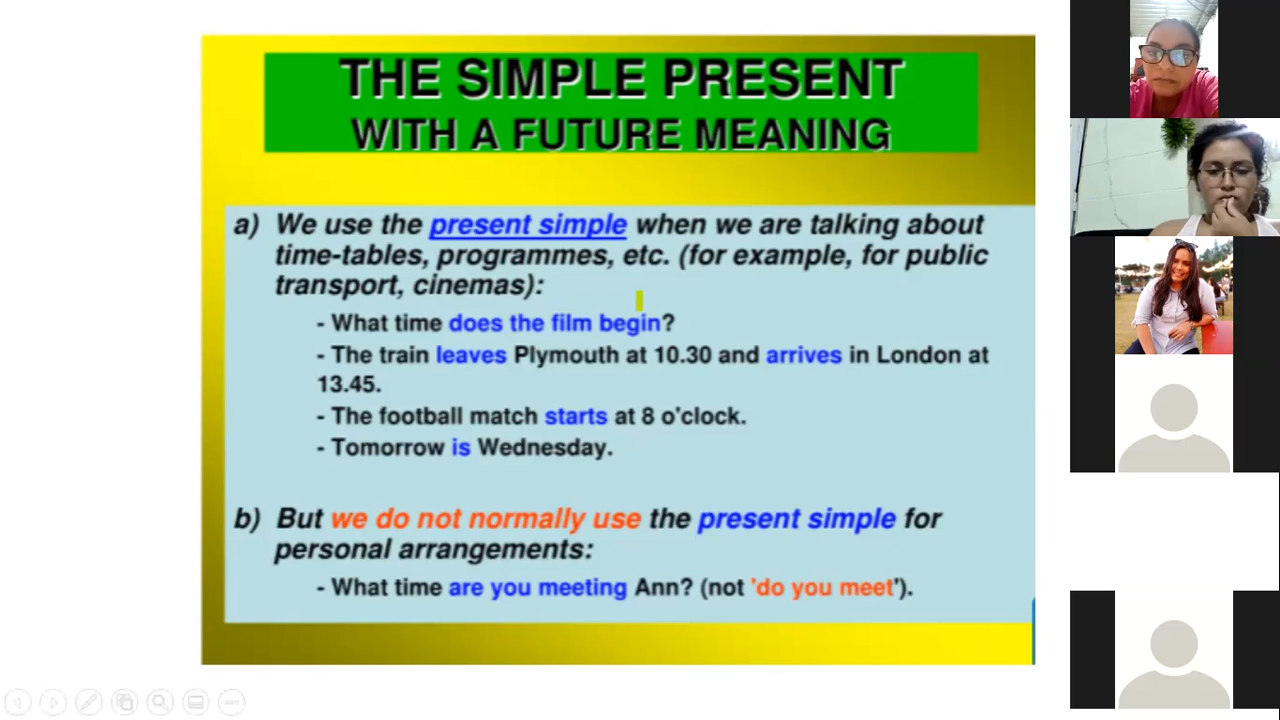 THE SIMPLE PRESENT
WITH A FUTURE MEANING
a) We use the present simple when we are talking about
time-tables, programmes, etc. (for example, for public
transport, cinemas):
- What time does the film begin?
- The train leaves Plymouth at 10.30 and arrives in London at
13.45.
- The football match starts at 8 o'clock.
- Tomorrow is Wednesday.
b) But we do not normally use the present simple for
personal arrangements:
- What time are you meeting Ann? (not 'do you meet').